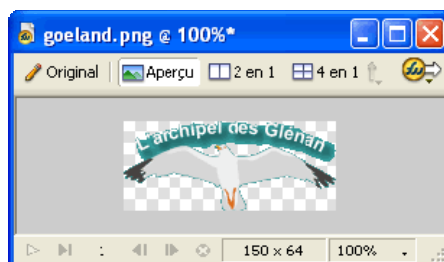 goeland.png @ 100%*
Original Aperçu 2 en 1 4 en 1
L'archipel des Glénan
150 x 64 100%